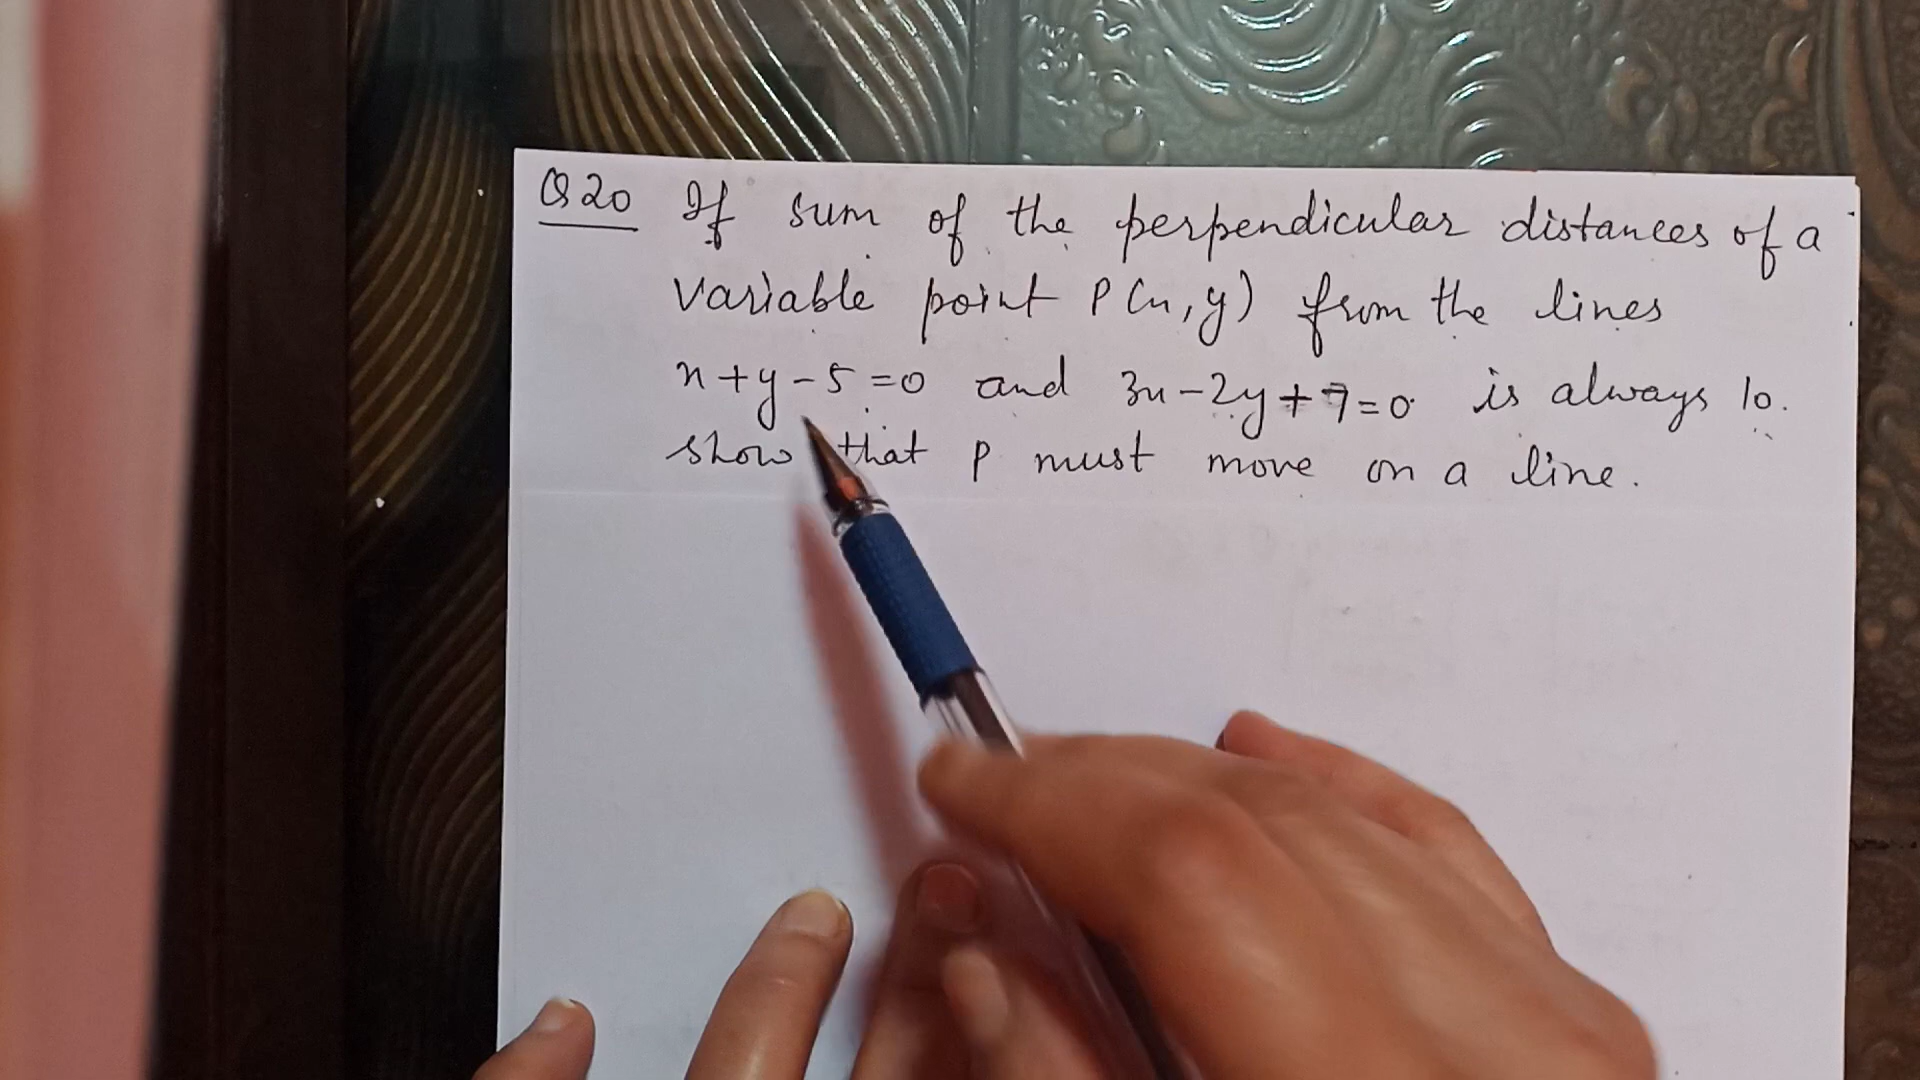 Q20 If sum of the perpendicular distances of a
variable point P(x, y) from the lines
x + y - 5 = 0 and 3x - 2y + 7 = 0 is always 10.
show that P must move on a line.